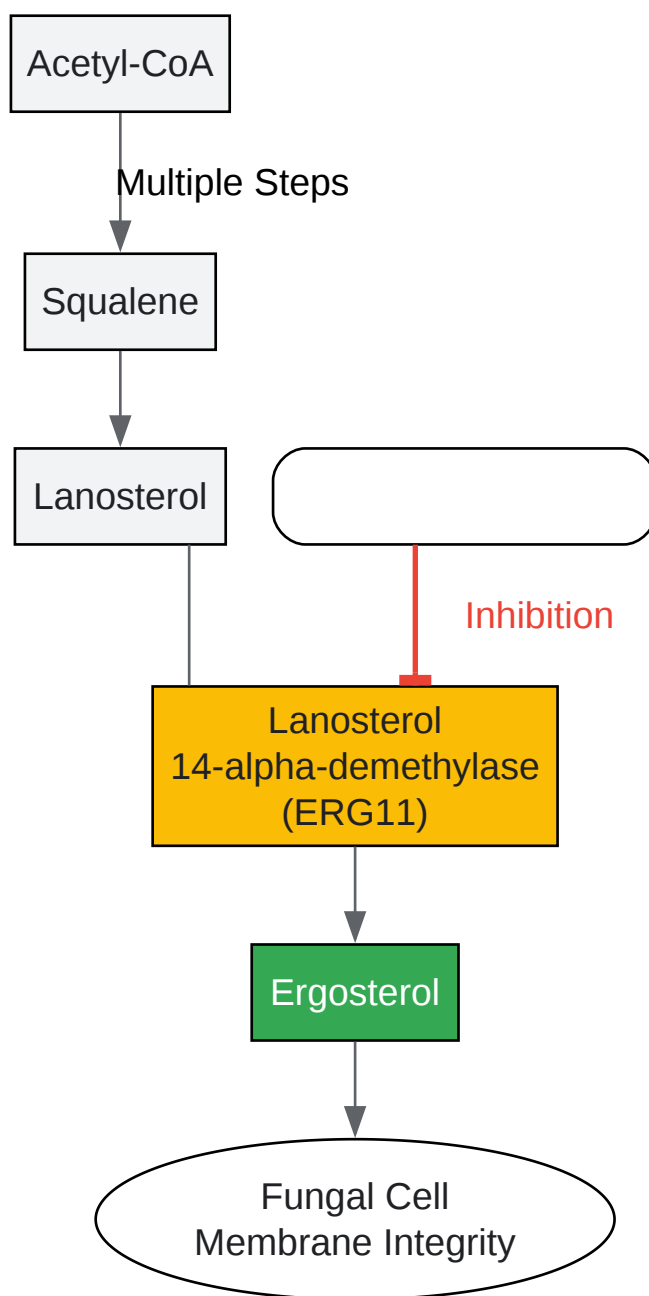 Acetyl-CoA
Multiple Steps
Squalene
Lanosterol
Inhibition
Lanosterol
14-alpha-demethylase
(ERG11)
Ergosterol
Fungal Cell
Membrane Integrity